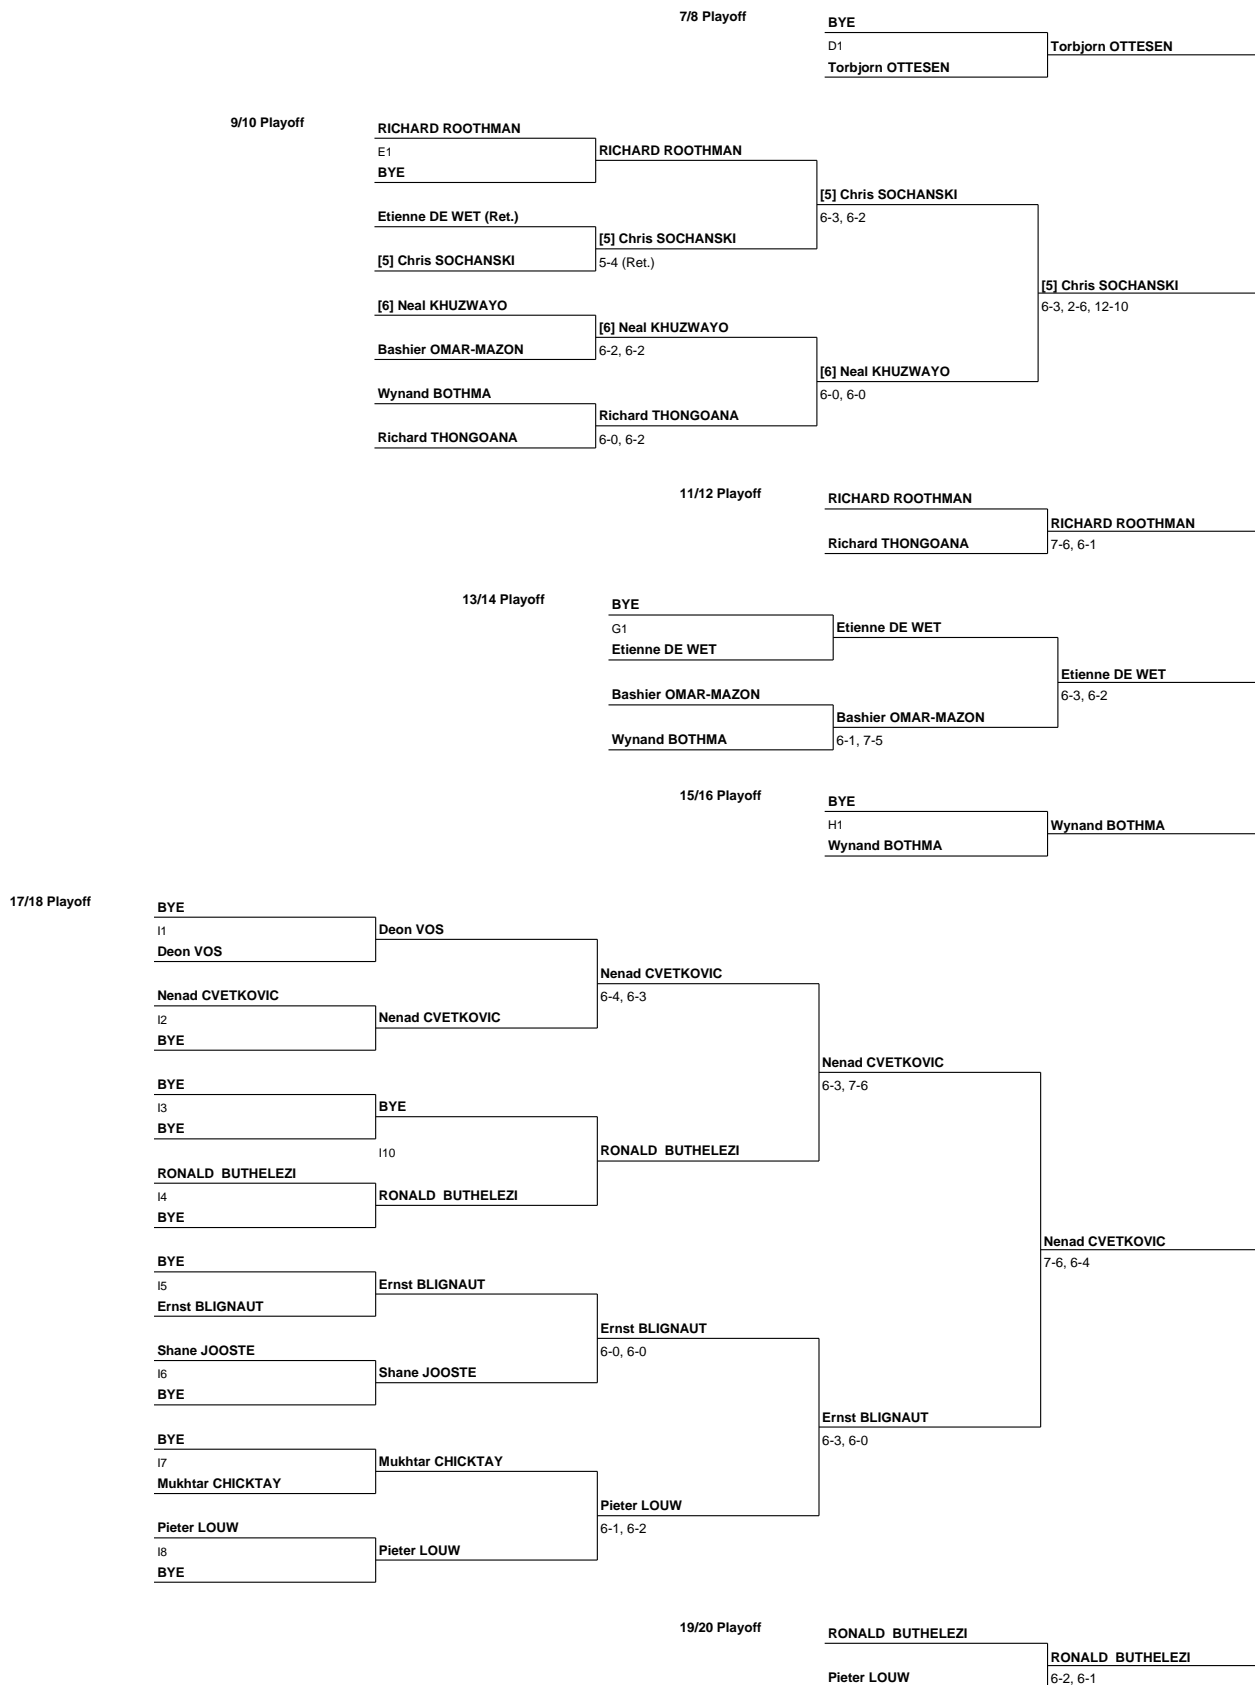 7/8 Playoff
BYE
D1
Torbjorn OTTESEN
Torbjorn OTTESEN
9/10 Playoff
RICHARD ROOTHMAN
E1
RICHARD ROOTHMAN
BYE
[5] Chris SOCHANSKI
Etienne DE WET (Ret.)
6-3, 6-2
[5] Chris SOCHANSKI
[5] Chris SOCHANSKI
5-4 (Ret.)
[5] Chris SOCHANSKI
[6] Neal KHUZWAYO
6-3, 2-6, 12-10
[6] Neal KHUZWAYO
Bashier OMAR-MAZON
6-2, 6-2
[6] Neal KHUZWAYO
Wynand BOTHMA
6-0, 6-0
Richard THONGOANA
Richard THONGOANA
6-0, 6-2
11/12 Playoff
RICHARD ROOTHMAN
RICHARD ROOTHMAN
Richard THONGOANA
7-6, 6-1
13/14 Playoff
BYE
G1
Etienne DE WET
Etienne DE WET
Etienne DE WET
Bashier OMAR-MAZON
6-3, 6-2
Bashier OMAR-MAZON
Wynand BOTHMA
6-1, 7-5
15/16 Playoff
BYE
H1
Wynand BOTHMA
Wynand BOTHMA
17/18 Playoff
BYE
I1
Deon VOS
Deon VOS
Nenad CVETKOVIC
Nenad CVETKOVIC
6-4, 6-3
I2
Nenad CVETKOVIC
BYE
Nenad CVETKOVIC
BYE
6-3, 7-6
I3
BYE
BYE
I10
RONALD BUTHELEZI
RONALD BUTHELEZI
I4
RONALD BUTHELEZI
BYE
Nenad CVETKOVIC
BYE
7-6, 6-4
I5
Ernst BLIGNAUT
Ernst BLIGNAUT
Ernst BLIGNAUT
Shane JOOSTE
6-0, 6-0
I6
Shane JOOSTE
BYE
Ernst BLIGNAUT
BYE
6-3, 6-0
I7
Mukhtar CHICKTAY
Mukhtar CHICKTAY
Pieter LOUW
Pieter LOUW
6-1, 6-2
I8
Pieter LOUW
BYE
19/20 Playoff
RONALD BUTHELEZI
RONALD BUTHELEZI
Pieter LOUW
6-2, 6-1